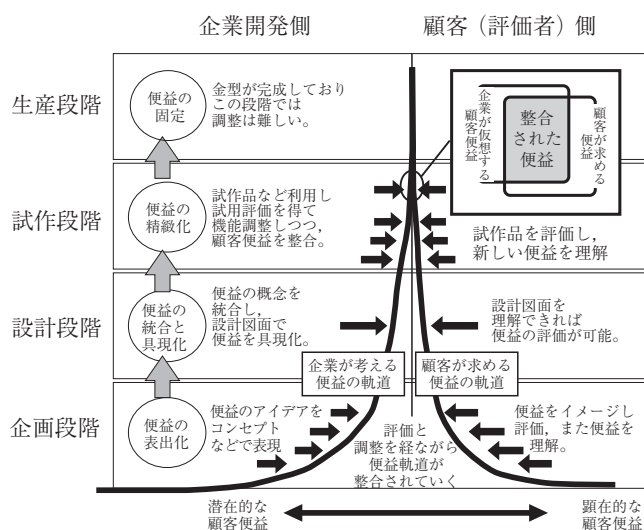 企業開発側
顧客（評価者）側
生産段階
便益の
固定
金型が完成しており
この段階では
調整は難しい。
企業が仮想する
顧客便益
整合
された
便益
顧客が求める
便益
試作段階
便益の
精緻化
試作品など利用し
試用評価を得て
機能調整しつつ，
顧客便益を整合。
試作品を評価し，
新しい便益を理解
設計段階
便益の
統合と
具現化
便益の概念を
統合し，
設計図面で
便益を具現化。
設計図面を
理解できれば
便益の評価が可能。
企業が考える
便益の軌道
顧客が求める
便益の軌道
企画段階
便益の
表出化
便益のアイデアを
コンセプト
などで表現
評価と
調整を経ながら
便益軌道が
整合されていく
便益をイメージし
評価，また便益を
理解。
潜在的な
顧客便益
顕在的な
顧客便益